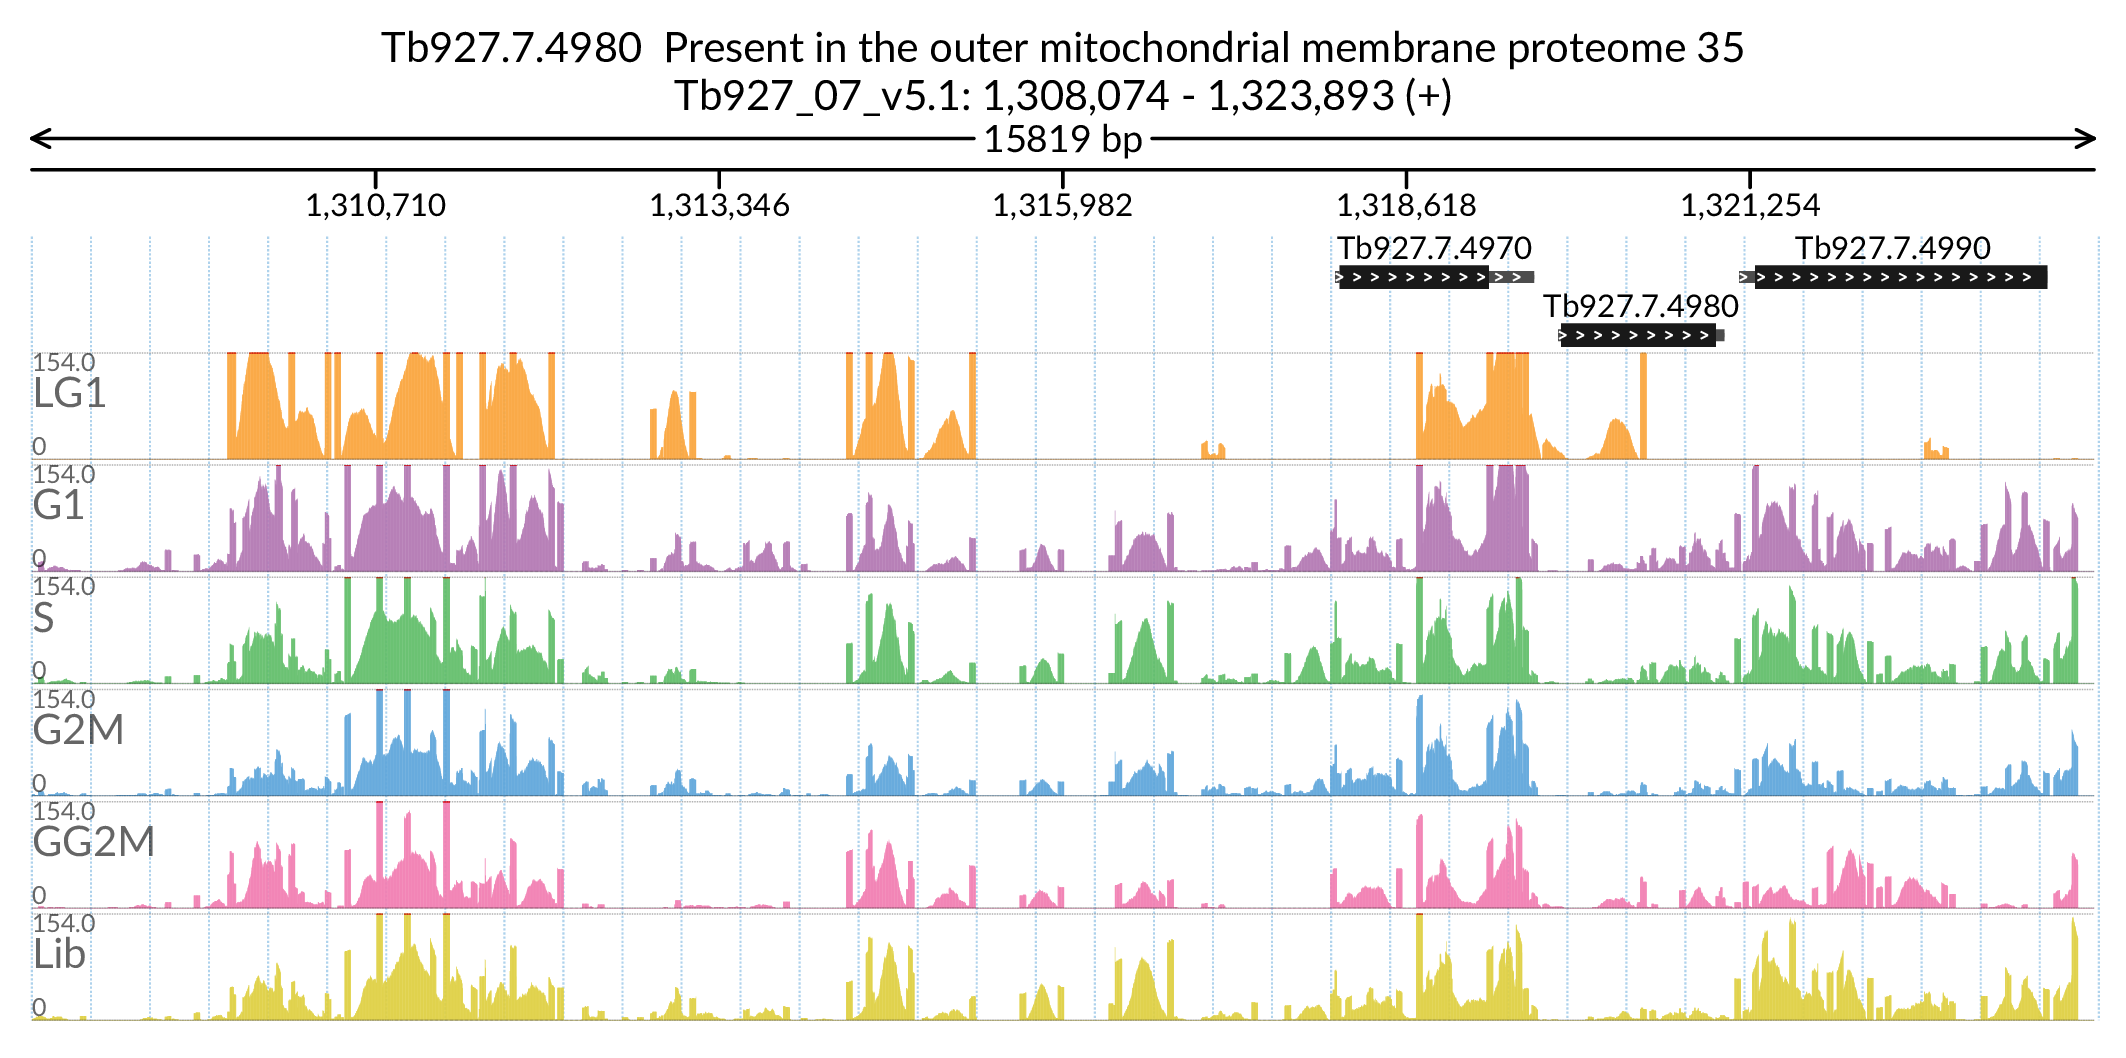 Tb927.7.4980  Present in the outer mitochondrial membrane proteome 35
Tb927_07_v5.1: 1,308,074 - 1,323,893 (+)
15819 bp
1,310,710 1,313,346 1,315,982 1,318,618 1,321,254
Tb927.7.4970 Tb927.7.4990
Tb927.7.4980
154.0
LG1
0
154.0
G1
0
154.0
S
0
154.0
G2M
0
154.0
GG2M
0
154.0
Lib
0